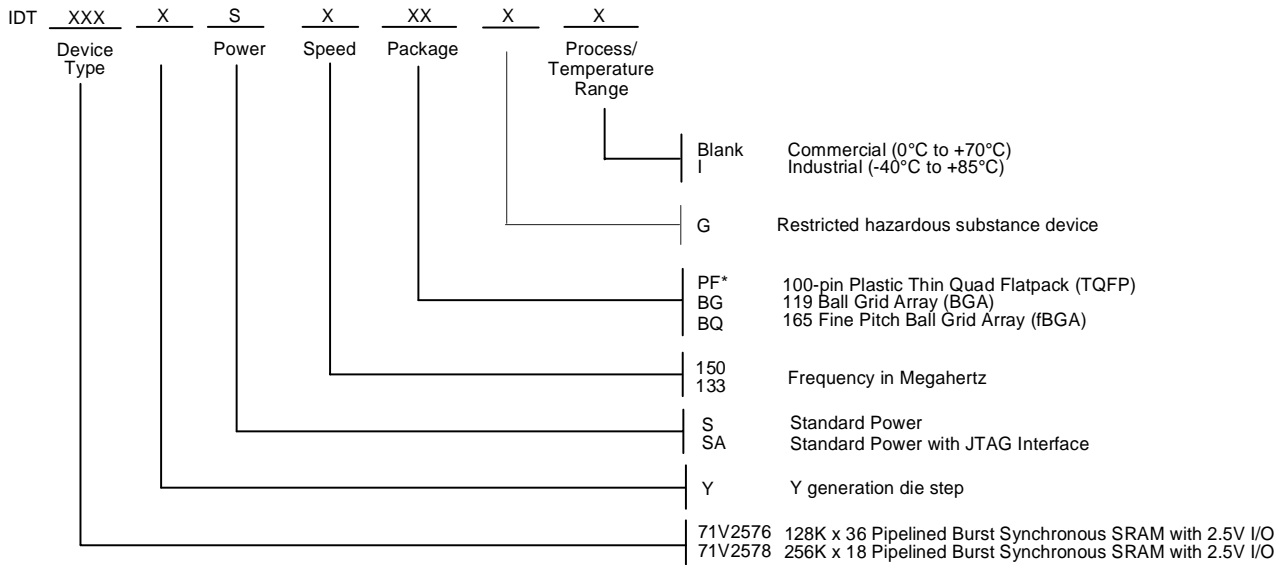 IDT XXX X S X XX X X
Device Type
Power
Speed
Package
Process/
Temperature
Range
Blank Commercial (0°C to +70°C)
I Industrial (-40°C to +85°C)
G Restricted hazardous substance device
PF* 100-pin Plastic Thin Quad Flatpack (TQFP)
BG 119 Ball Grid Array (BGA)
BQ 165 Fine Pitch Ball Grid Array (fBGA)
150
133
Frequency in Megahertz
S Standard Power
SA Standard Power with JTAG Interface
Y Y generation die step
71V2576 128K x 36 Pipelined Burst Synchronous SRAM with 2.5V I/O
71V2578 256K x 18 Pipelined Burst Synchronous SRAM with 2.5V I/O